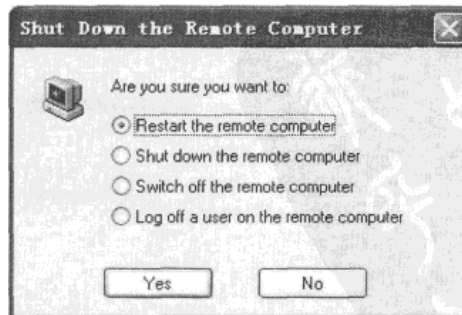 Shut Down the Remote Computer
Are you sure you want to:
Restart the remote computer
Shut down the remote computer
Switch off the remote computer
Log off a user on the remote computer
Yes No